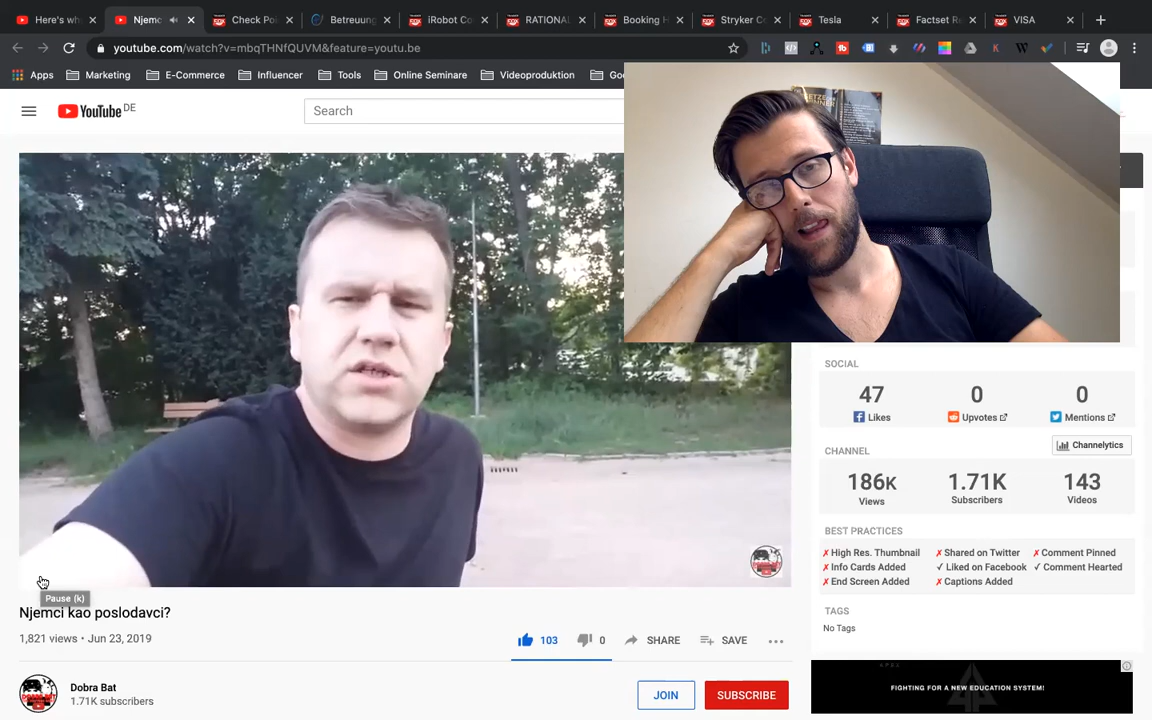 Here's wh
Njemc
Check Poi
Betreuung
iRobot Co
RATIONAL
Booking H
Stryker Co
Tesla
Factset Re
VISA
youtube.com/watch?v=mbqTHNfQUVM&feature=youtu.be
Apps
Marketing
E-Commerce
Influencer
Tools
Online Seminare
Videoproduktion
Goo
YouTube DE
Search
Pause (k)
Njemci kao poslodavci?
1,821 views • Jun 23, 2019
103
0
SHARE
SAVE
Dobra Bat
1.71K subscribers
JOIN
SUBSCRIBE
SOCIAL
47 0 0
Likes Upvotes Mentions
CHANNEL
Channelytics
186K 1.71K 143
Views Subscribers Videos
BEST PRACTICES
✗ High Res. Thumbnail ✗ Shared on Twitter ✗ Comment Pinned
✗ Info Cards Added ✓ Liked on Facebook ✓ Comment Hearted
✗ End Screen Added ✗ Captions Added
TAGS
No Tags
FIGHTING FOR A NEW EDUCATION SYSTEM!